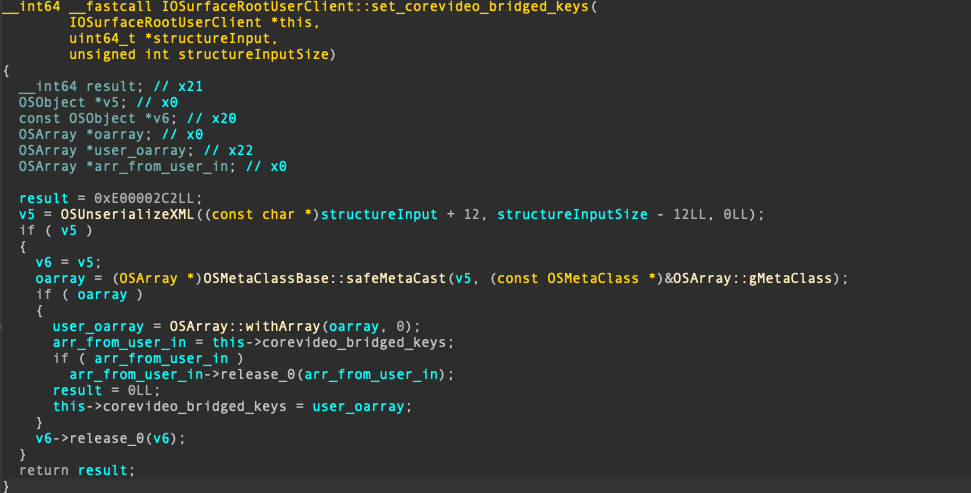 __int64 __fastcall IOSurfaceRootUserClient::set_corevideo_bridged_keys(
IOSurfaceRootUserClient *this,
uint64_t *structureInput,
unsigned int structureInputSize)
{
__int64 result; // x21
OSObject *v5; // x0
const OSObject *v6; // x20
OSArray *oarray; // x0
OSArray *user_oarray; // x22
OSArray *arr_from_user_in; // x0
result = 0xE00002C2LL;
v5 = OSUnserializeXML((const char *)structureInput + 12, structureInputSize - 12LL, 0LL);
if ( v5 )
{
v6 = v5;
oarray = (OSArray *)OSMetaClassBase::safeMetaCast(v5, (const OSMetaClass *)&OSArray::gMetaClass);
if ( oarray )
{
user_oarray = OSArray::withArray(oarray, 0);
arr_from_user_in = this->corevideo_bridged_keys;
if ( arr_from_user_in )
arr_from_user_in->release_0(arr_from_user_in);
result = 0LL;
this->corevideo_bridged_keys = user_oarray;
}
v6->release_0(v6);
}
return result;
}